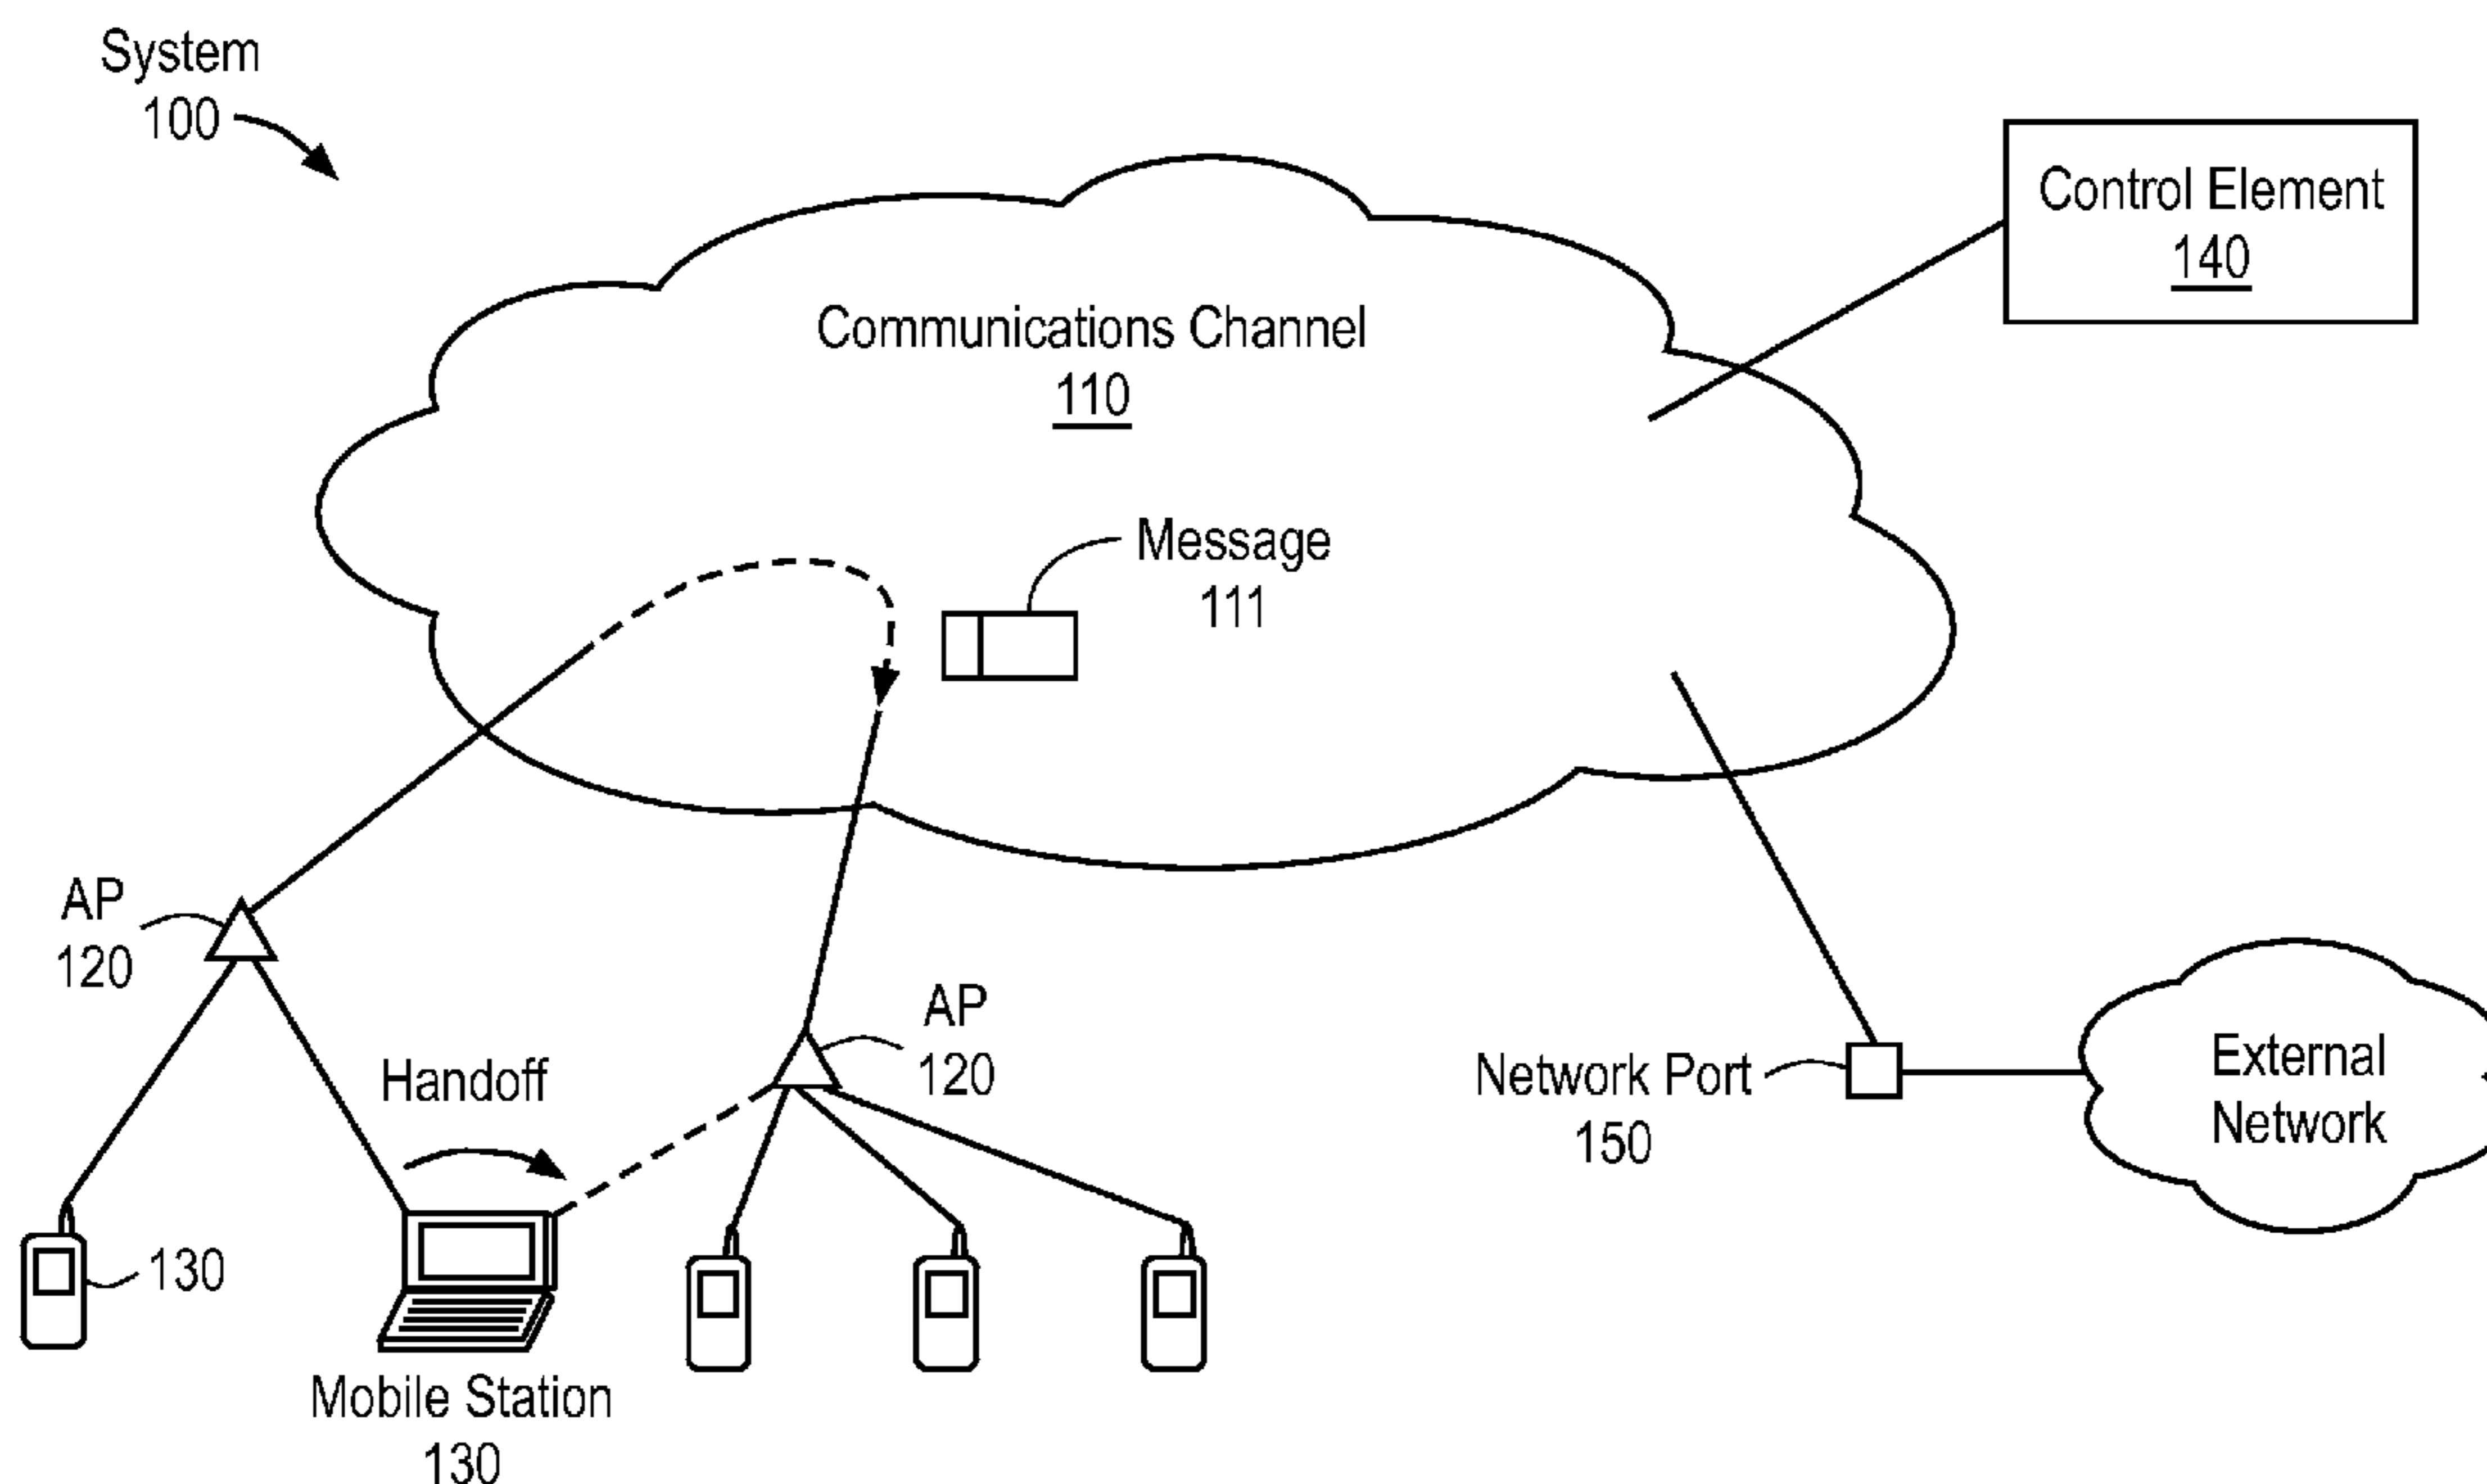 System
100
Control Element
140
Communications Channel
110
Message
111
AP
120
AP
120
Handoff
Network Port
150
External
Network
130
Mobile Station
130